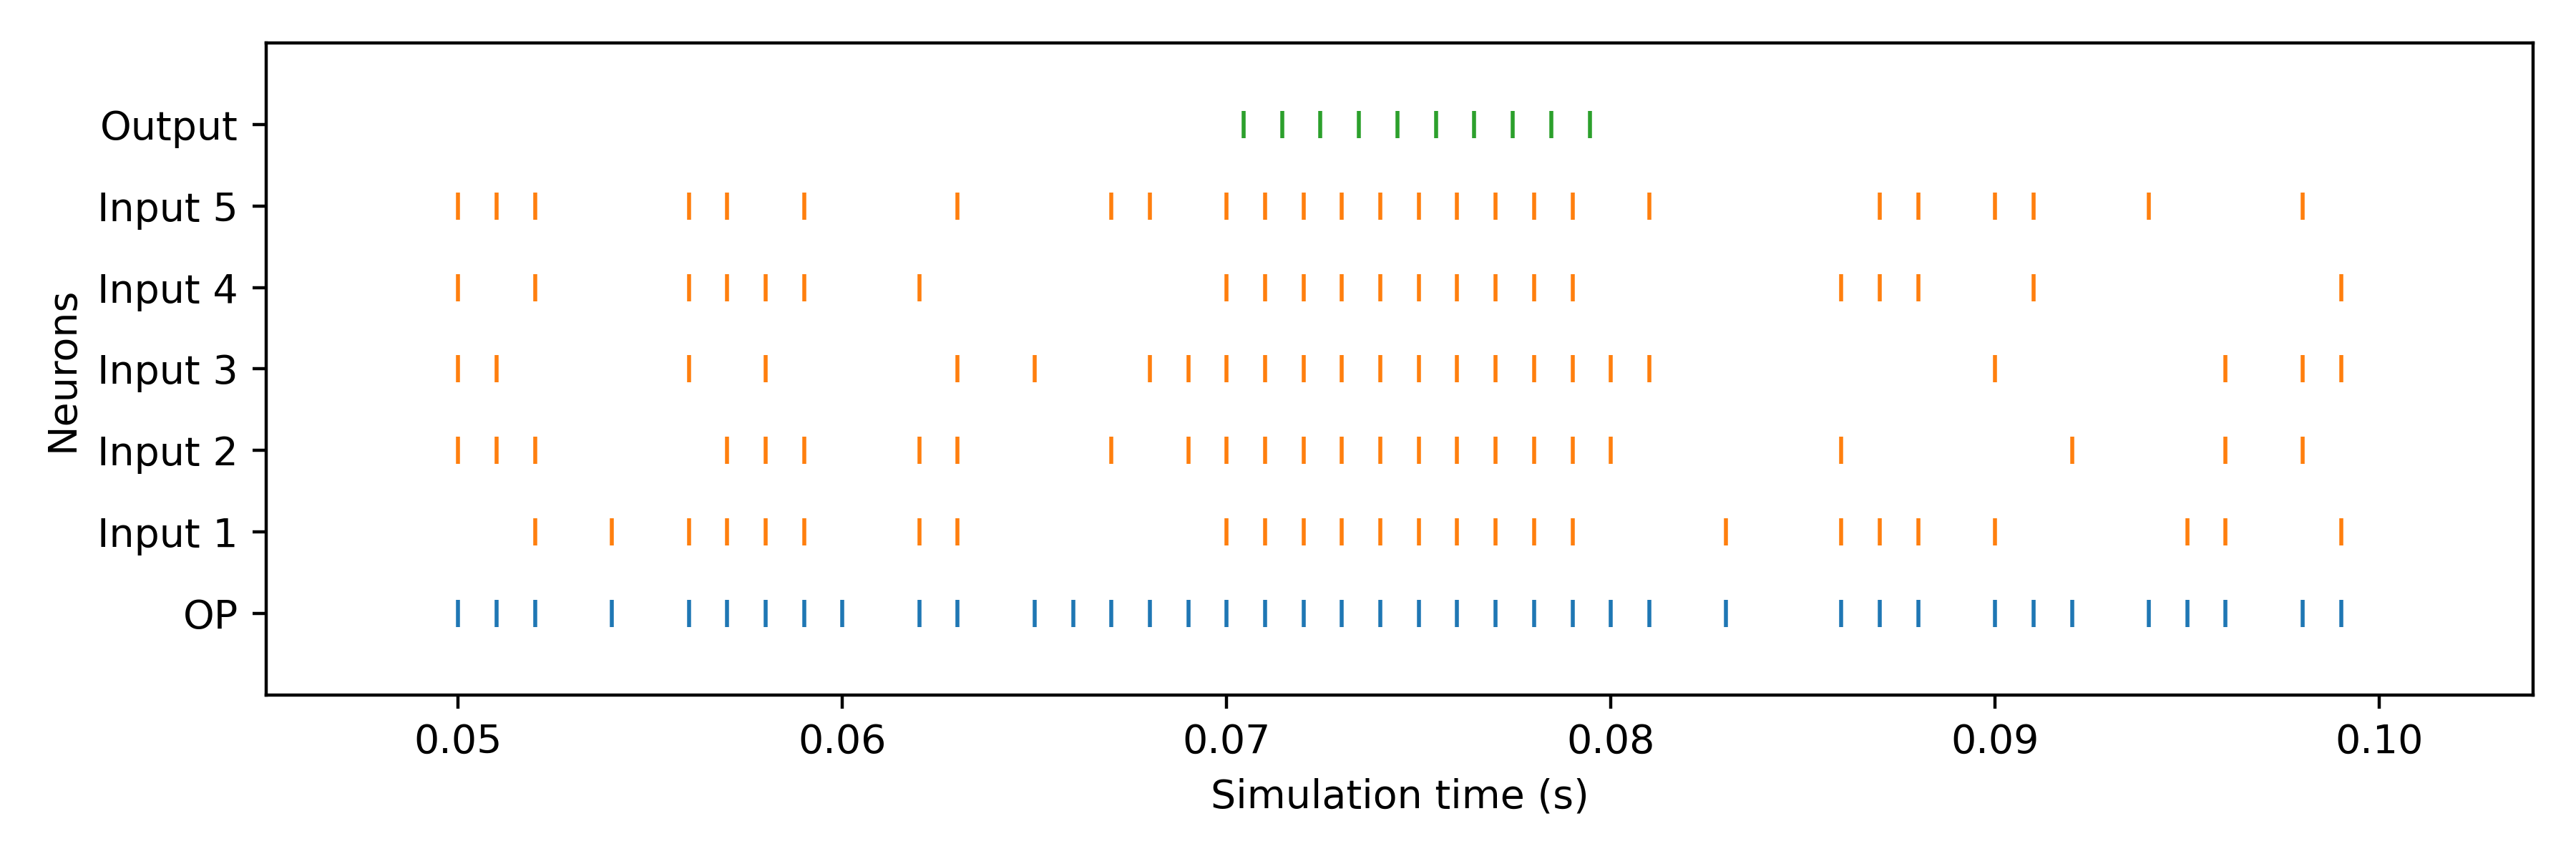 Output
Input 5
Input 4
Input 3
Input 2
Input 1
OP
Neurons
0.05 0.06 0.07 0.08 0.09 0.10
Simulation time (s)